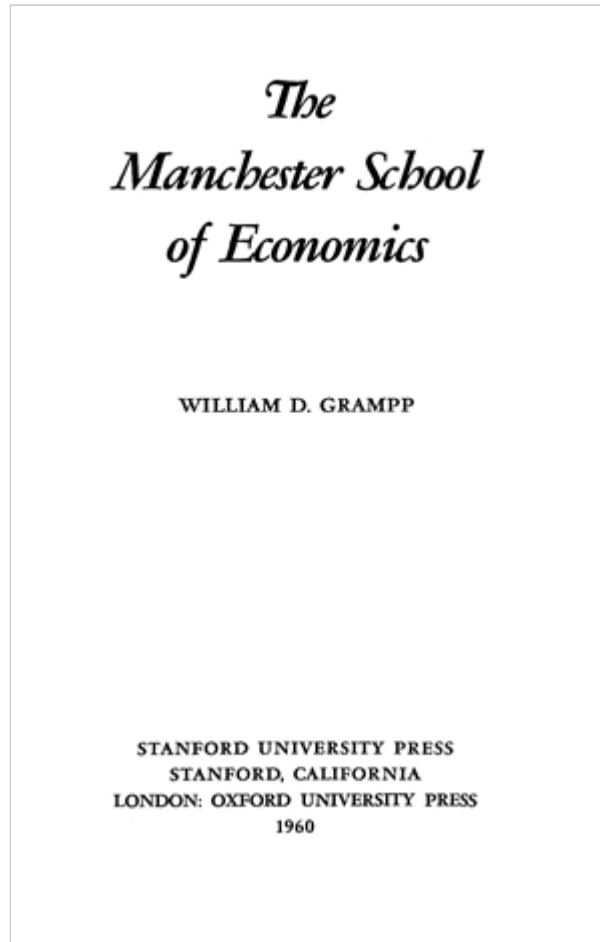 The
Manchester School
of Economics
WILLIAM D. GRAMPP
STANFORD UNIVERSITY PRESS
STANFORD, CALIFORNIA
LONDON: OXFORD UNIVERSITY PRESS
1960